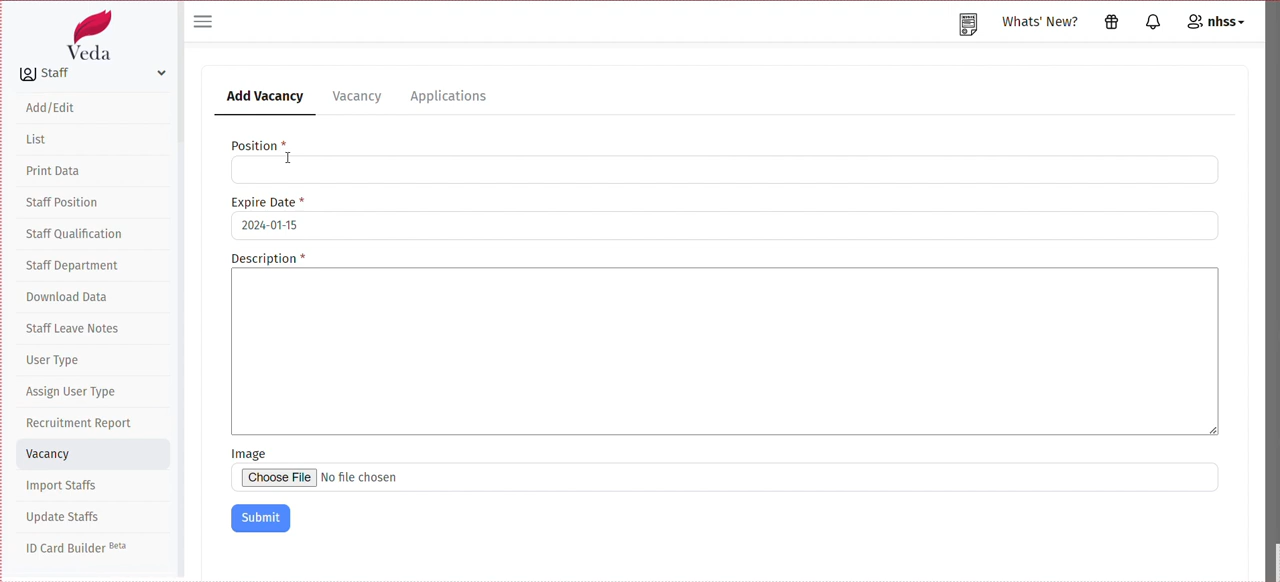 Veda
Whats' New?
nhss
Staff
Add/Edit
List
Print Data
Staff Position
Staff Qualification
Staff Department
Download Data
Staff Leave Notes
User Type
Assign User Type
Recruitment Report
Vacancy
Import Staffs
Update Staffs
ID Card Builder Beta
Add Vacancy Vacancy Applications
Position *
Expire Date *
2024-01-15
Description *
Image
Choose File No file chosen
Submit